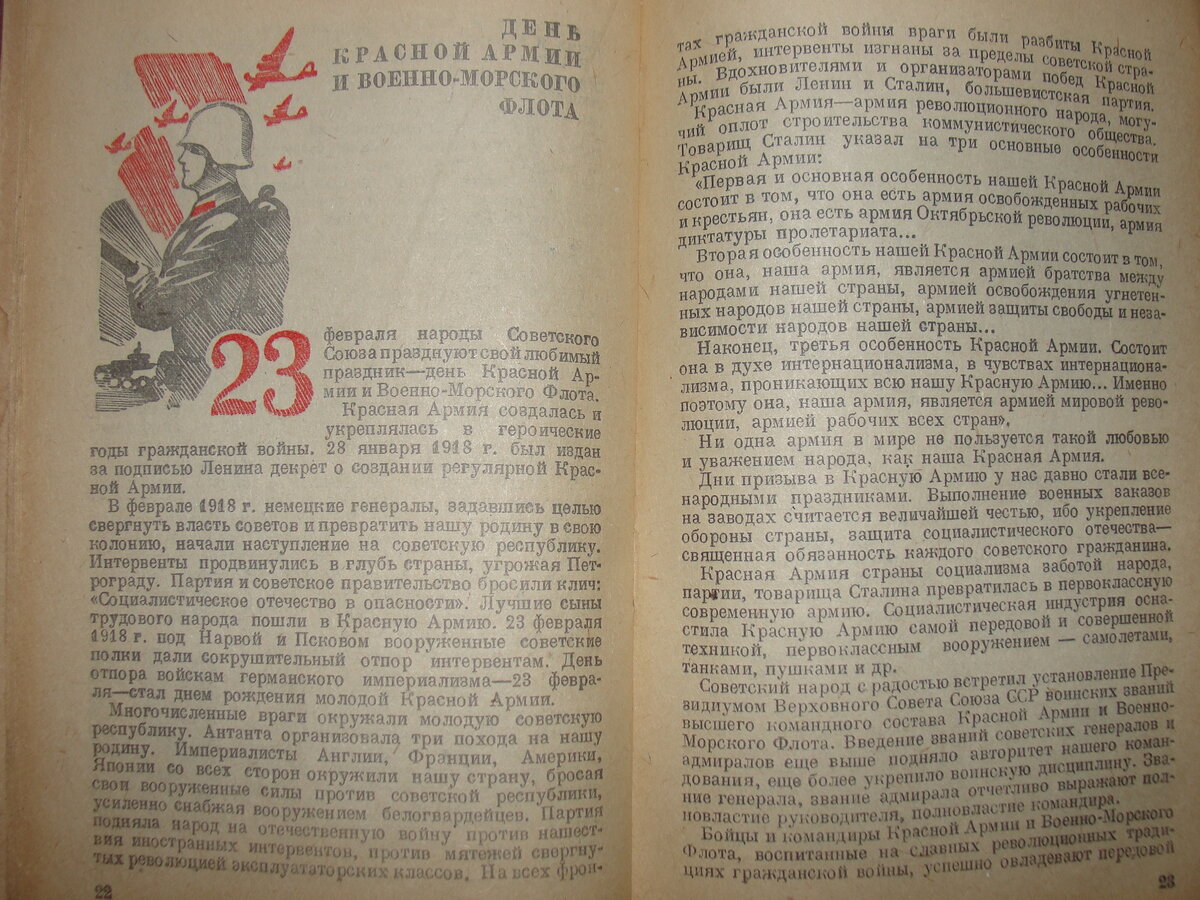 ДЕНЬ
КРАСНОЙ АРМИИ
И ВОЕННО-МОРСКОГО
ФЛОТА
23 февраля народы Советского
Союза празднуют свой любимый
праздник—день Красной Ар-
мии и Военно-Морского Флота.
Красная Армия создалась и
укреплялась в героические
годы гражданской войны. 28 января 1918 г. был издан
за подписью Ленина декрет о создании регулярной Крас-
ной Армии.
В феврале 1918 г. немецкие генералы, задавшись целью
свергнуть власть советов и превратить нашу родину в свою
колонию, начали наступление на советскую республику.
Интервенты продвинулись в глубь страны, угрожая Пет-
рограду. Партия и советское правительство бросили клич:
«Социалистическое отечество в опасности». Лучшие сыны
трудового народа пошли в Красную Армию. 23 февраля
1918 г. под Нарвой и Псковом вооруженные советские
полки дали сокрушительный отпор интервентам. День
отпора войскам германского империализма—23 февра-
ля—стал днем рождения молодой Красной Армии.
Многочисленные враги окружали молодую советскую
республику. Антанта организовала три похода на нашу
родину. Империалисты Англии, Франции, Америки,
Японии со всех сторон окружили нашу страну, бросая
свои вооруженные силы против советской республики,
усиленно снабжая вооружением белогвардейцев. Партия
подняла народ на отечественную войну против нашест-
вия иностранных интервентов, против мятежей свергну-
тых революцией эксплуататорских классов. На всех фрон-
22
тах гражданской войны враги были разбиты Красной
Армией, интервенты изгнаны за пределы советской стра-
ны. Вдохновителями и организаторами побед Красной
Армии были Ленин и Сталин, большевистская партия.
Красная Армия—армия революционного народа, могу-
чий оплот строительства коммунистического общества.
Товарищ Сталин указал на три основные особенности
Красной Армии:
«Первая и основная особенность нашей Красной Армии
состоит в том, что она есть армия освобожденных рабочих
и крестьян, она есть армия Октябрьской революции, армия
диктатуры пролетариата...
Вторая особенность нашей Красной Армии состоит в том,
что она, наша армия, является армией братства между
народами нашей страны, армией освобождения угнетен-
ных народов нашей страны, армией защиты свободы и неза-
висимости народов нашей страны...
Наконец, третья особенность Красной Армии. Состоит
она в духе интернационализма, в чувствах интернациона-
лизма, проникающих всю нашу Красную Армию... Именно
поэтому она, наша армия, является армией мировой рево-
люции, армией рабочих всех стран».
Ни одна армия в мире не пользуется такой любовью
и уважением народа, как наша Красная Армия.
Дни призыва в Красную Армию у нас давно стали все-
народными праздниками. Выполнение военных заказов
на заводах считается величайшей честью, ибо укрепление
обороны страны, защита социалистического отечества—
священная обязанность каждого советского гражданина.
Красная Армия страны социализма заботой народа,
партии, товарища Сталина превратилась в первоклассную
современную армию. Социалистическая индустрия осна-
стила Красную Армию самой передовой и совершенной
техникой, первоклассным вооружением — самолетами,
танками, пушками и др.
Советский народ с радостью встретил установление Пре-
зидиумом Верховного Совета Союза ССР воинских званий
высшего командного состава Красной Армии и Военно-
Морского Флота. Введение званий советских генералов и
адмиралов еще выше подняло авторитет нашего коман-
дования, еще более укрепило воинскую дисциплину. Зва-
ние генерала, звание адмирала отчетливо выражают пол-
новластие руководителя, полновластие командира.
Бойцы и командиры Красной Армии и Военно-Морского
Флота, воспитанные на славных революционных тради-
циях гражданской войны, успешно овладевают передовой
23